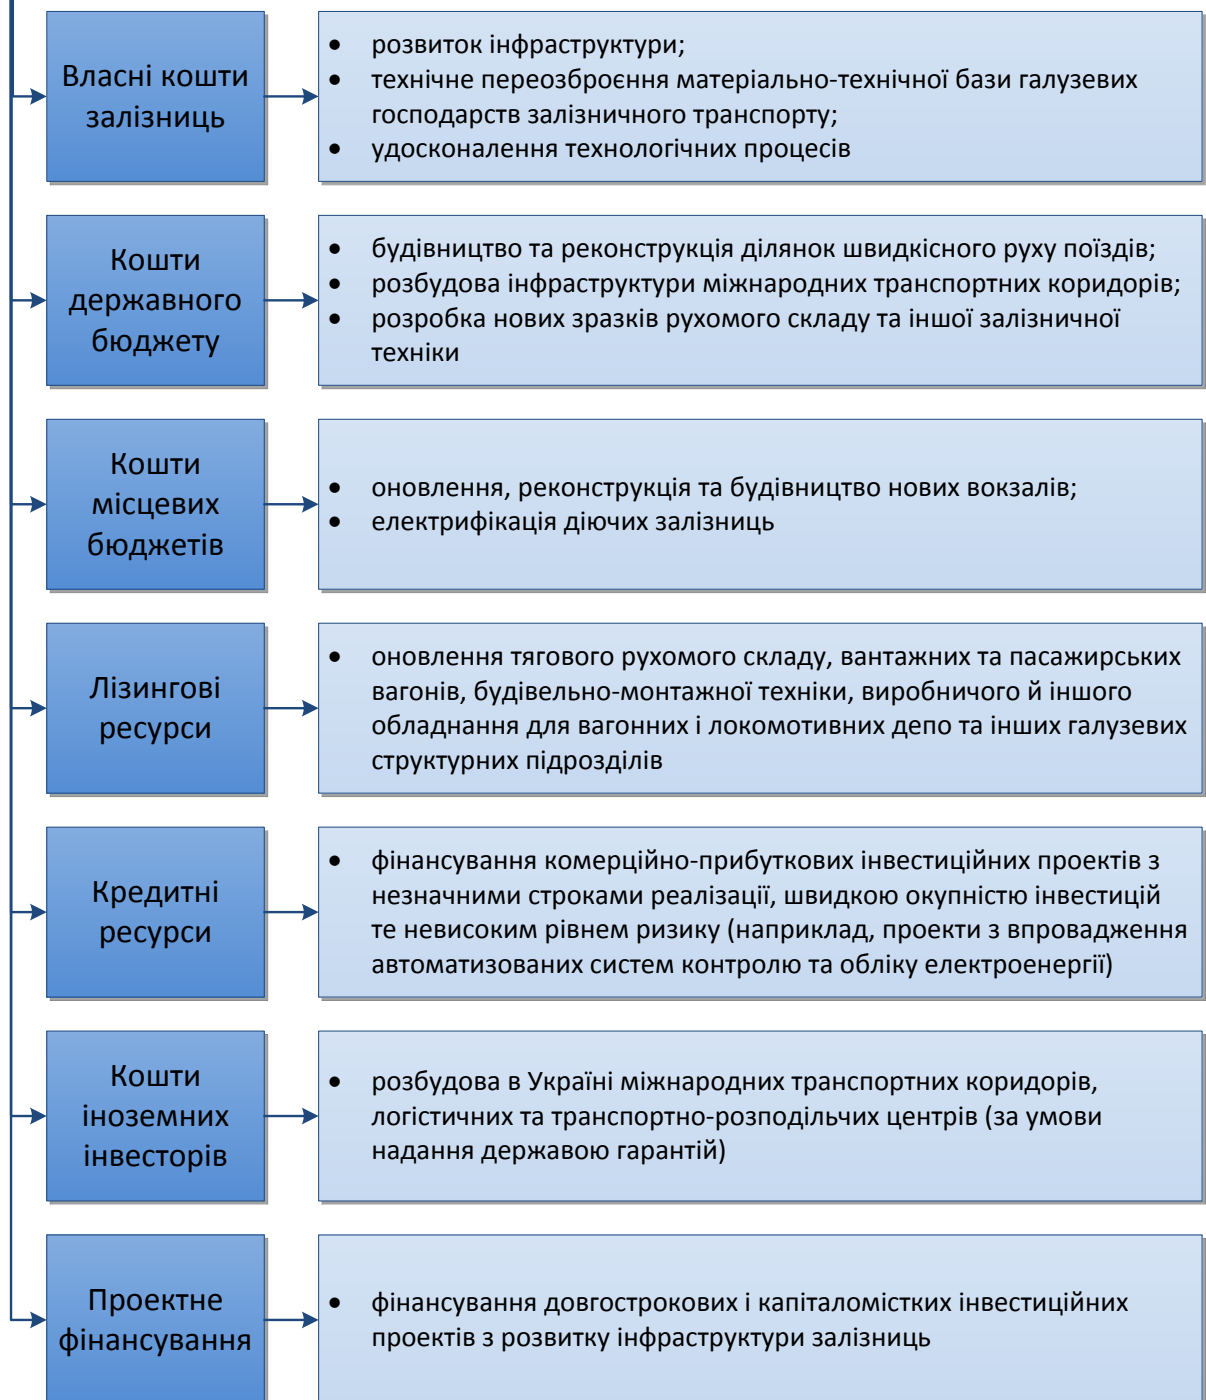 Власні кошти
залізниць
• розвиток інфраструктури;
• технічне переозброєння матеріально-технічної бази галузевих
господарств залізничного транспорту;
• удосконалення технологічних процесів
Кошти
державного
бюджету
• будівництво та реконструкція ділянок швидкісного руху поїздів;
• розбудова інфраструктури міжнародних транспортних коридорів;
• розробка нових зразків рухомого складу та іншої залізничної
техніки
Кошти
місцевих
бюджетів
• оновлення, реконструкція та будівництво нових вокзалів;
• електрифікація діючих залізниць
Лізингові
ресурси
• оновлення тягового рухомого складу, вантажних та пасажирських
вагонів, будівельно-монтажної техніки, виробничого й іншого
обладнання для вагонних і локомотивних депо та інших галузевих
структурних підрозділів
Кредитні
ресурси
• фінансування комерційно-прибуткових інвестиційних проектів з
незначними строками реалізації, швидкою окупністю інвестицій
те невисоким рівнем ризику (наприклад, проекти з впровадження
автоматизованих систем контролю та обліку електроенергії)
Кошти
іноземних
інвесторів
• розбудова в Україні міжнародних транспортних коридорів,
логістичних та транспортно-розподільчих центрів (за умови
надання державою гарантій)
Проектне
фінансування
• фінансування довгострокових і капіталомістких інвестиційних
проектів з розвитку інфраструктури залізниць